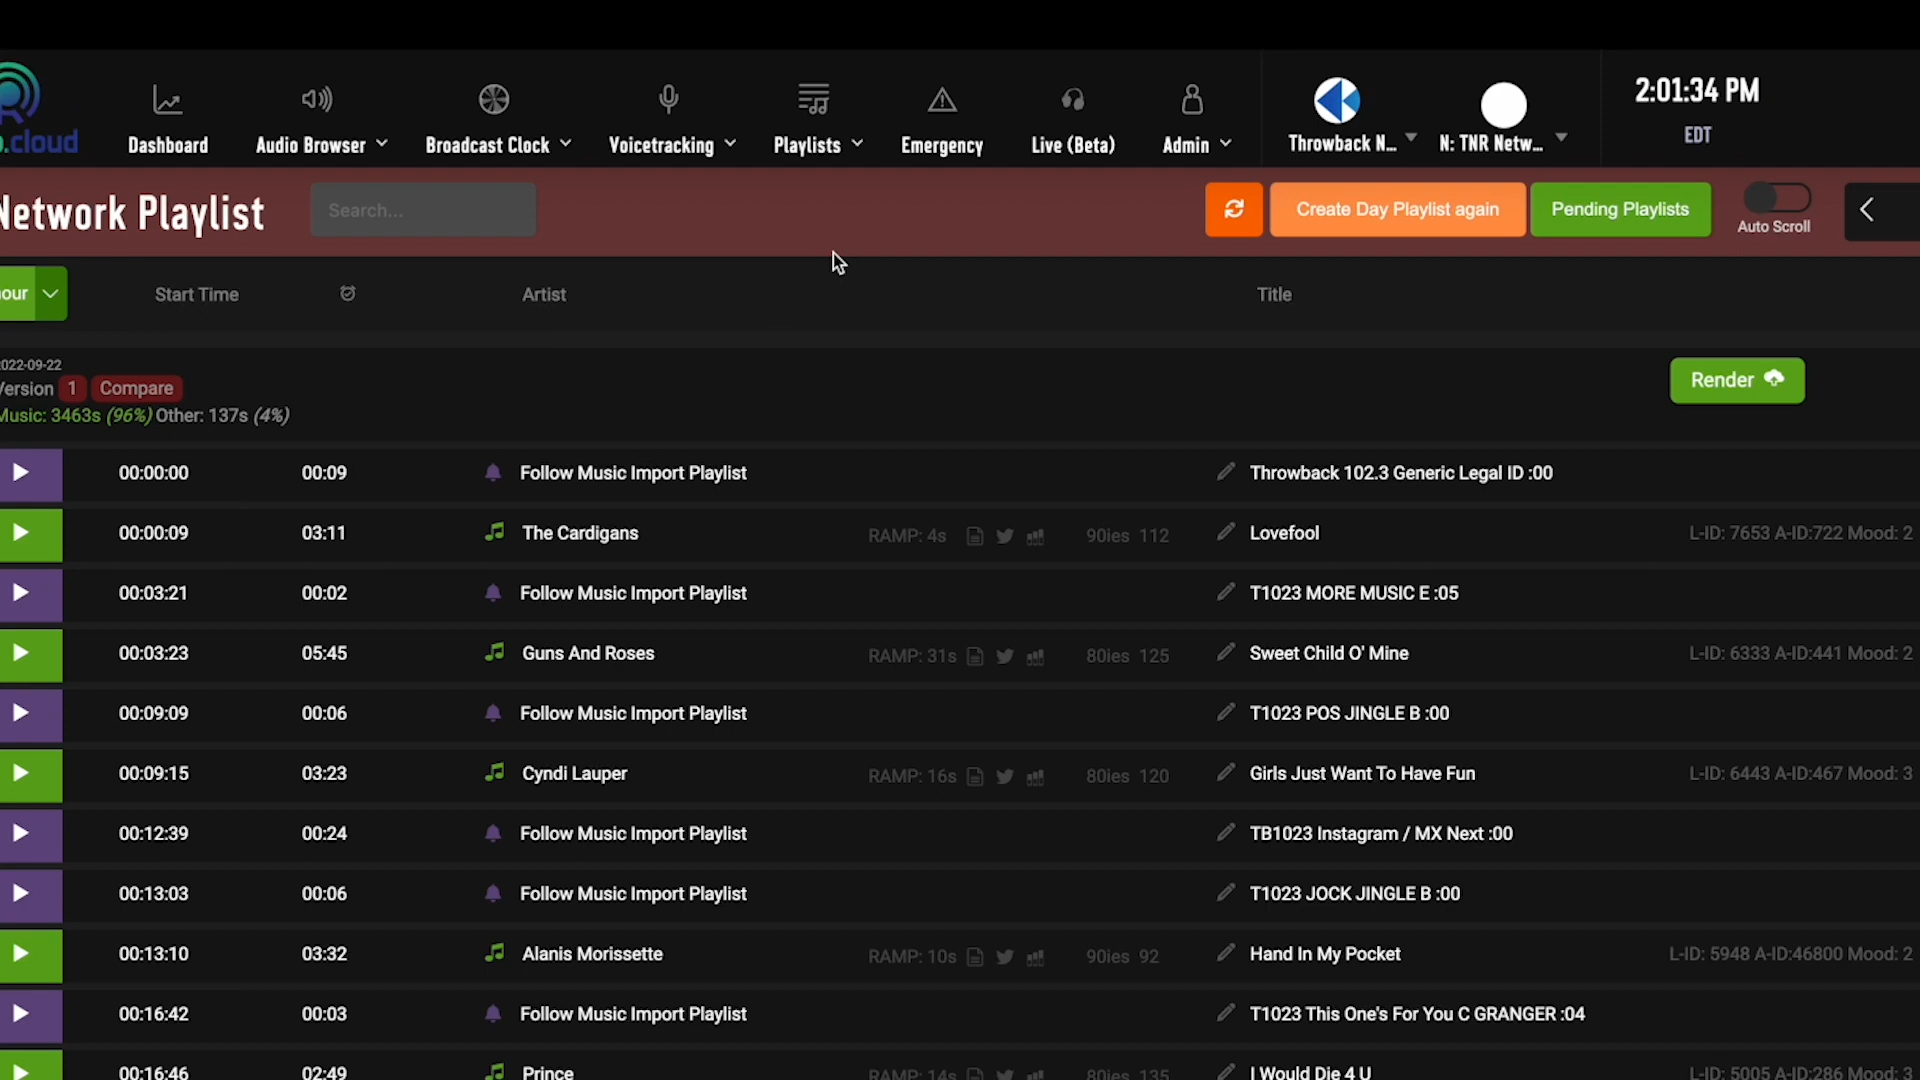 .cloud
Dashboard
Audio Browser
Broadcast Clock
Voicetracking
Playlists
Emergency
Live (Beta)
Admin
Throwback N...
N: TNR Netw...
2:01:34 PM
EDT
Network Playlist
Search...
Create Day Playlist again
Pending Playlists
Auto Scroll
our
Start Time
Artist
Title
022-09-22
Version 1 Compare
Music: 3463s (96%) Other: 137s (4%)
Render
00:00:00 00:09 Follow Music Import Playlist Throwback 102.3 Generic Legal ID :00
00:00:09 03:11 The Cardigans RAMP: 4s 90ies 112 Lovefool L-ID: 7653 A-ID:722 Mood: 2
00:03:21 00:02 Follow Music Import Playlist T1023 MORE MUSIC E :05
00:03:23 05:45 Guns And Roses RAMP: 31s 80ies 125 Sweet Child O' Mine L-ID: 6333 A-ID:441 Mood: 2
00:09:09 00:06 Follow Music Import Playlist T1023 POS JINGLE B :00
00:09:15 03:23 Cyndi Lauper RAMP: 16s 80ies 120 Girls Just Want To Have Fun L-ID: 6443 A-ID:467 Mood: 3
00:12:39 00:24 Follow Music Import Playlist TB1023 Instagram / MX Next :00
00:13:03 00:06 Follow Music Import Playlist T1023 JOCK JINGLE B :00
00:13:10 03:32 Alanis Morissette RAMP: 10s 90ies 92 Hand In My Pocket L-ID: 5948 A-ID:46800 Mood: 2
00:16:42 00:03 Follow Music Import Playlist T1023 This One's For You C GRANGER :04
00:16:46 02:49 Prince RAMP: 14s 80ies 135 I Would Die 4 U L-ID: 5005 A-ID:286 Mood: 3